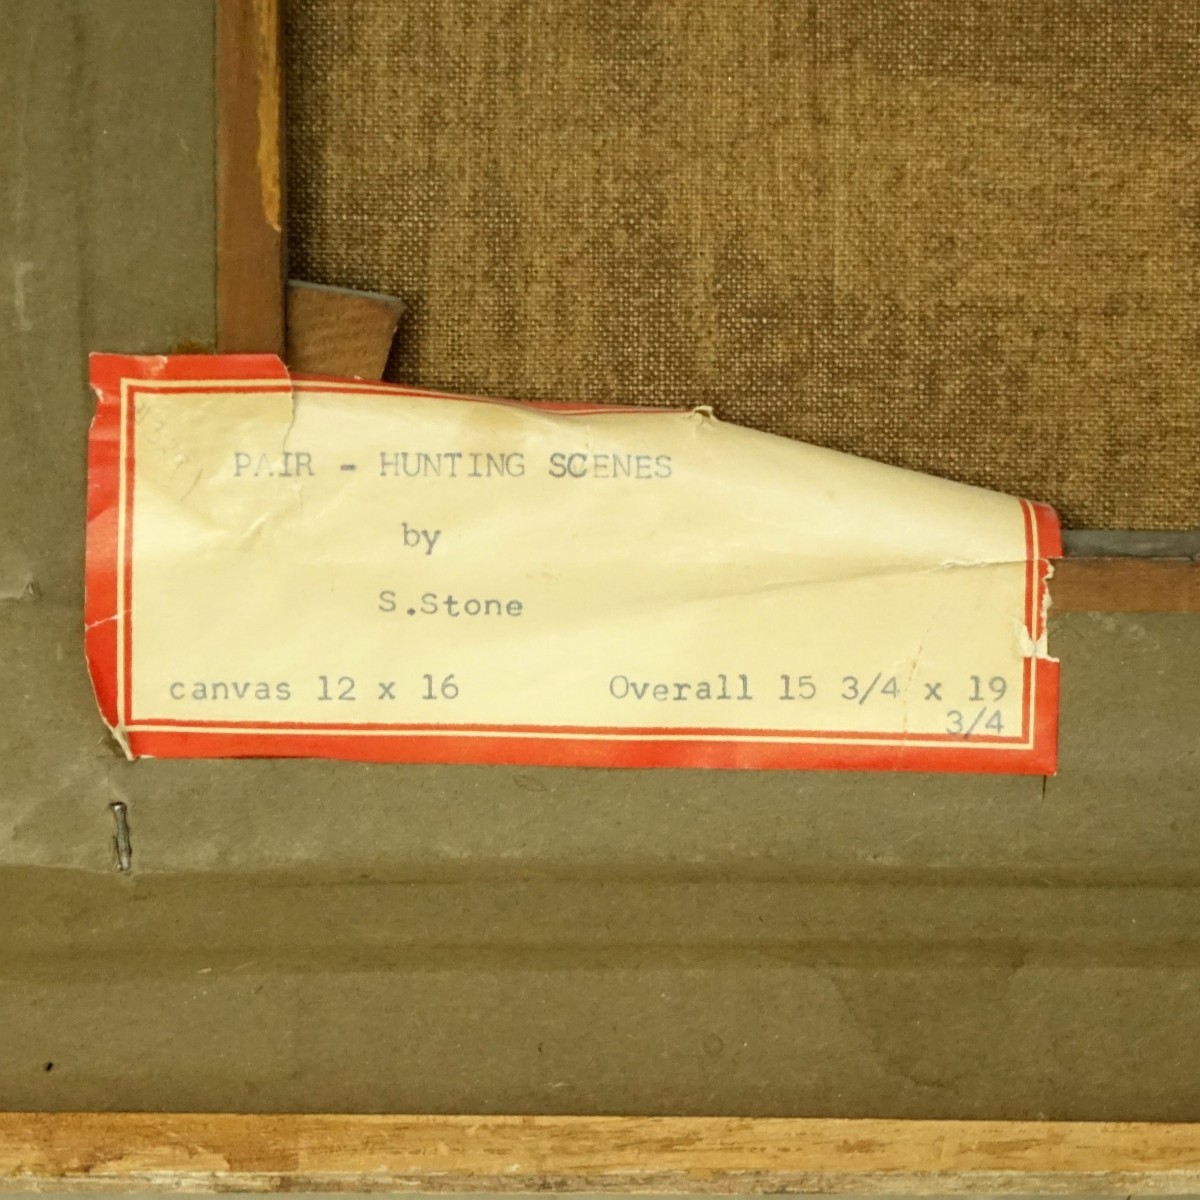 PAIR - HUNTING SCENES
by
S.Stone
canvas 12 x 16 Overall 15 3/4 x 19
3/4